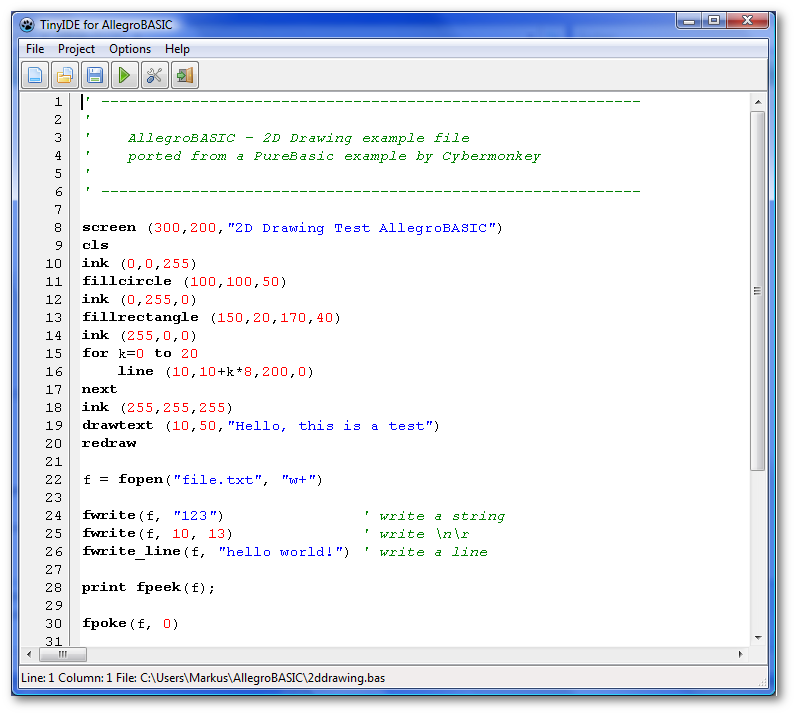 TinyIDE for AllegroBASIC
File Project Options Help
1 ' ------------------------------------------------------------
2 '
3 '    AllegroBASIC - 2D Drawing example file
4 '    ported from a PureBasic example by Cybermonkey
5 '
6 ' ------------------------------------------------------------
7
8 screen (300,200,"2D Drawing Test AllegroBASIC")
9 cls
10 ink (0,0,255)
11 fillcircle (100,100,50)
12 ink (0,255,0)
13 fillrectangle (150,20,170,40)
14 ink (255,0,0)
15 for k=0 to 20
16     line (10,10+k*8,200,0)
17 next
18 ink (255,255,255)
19 drawtext (10,50,"Hello, this is a test")
20 redraw
21
22 f = fopen("file.txt", "w+")
23
24 fwrite(f, "123")               ' write a string
25 fwrite(f, 10, 13)              ' write \n\r
26 fwrite_line(f, "hello world!") ' write a line
27
28 print fpeek(f);
29
30 fpoke(f, 0)
31
Line: 1 Column: 1 File: C:\Users\Markus\AllegroBASIC\2ddrawing.bas